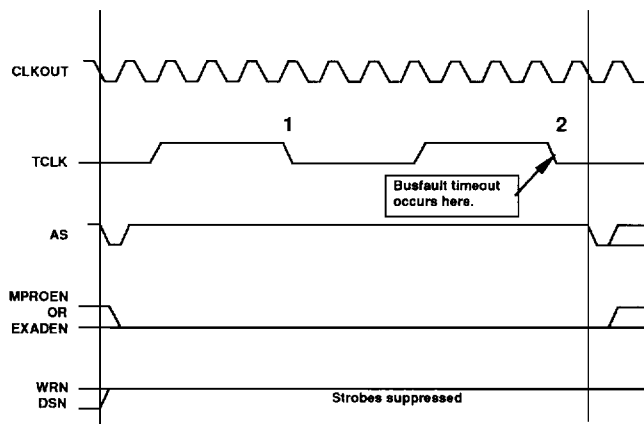 CLKOUT
1
2
TCLK
Busfault timeout
occurs here.
AS
MPROEN
OR
EXADEN
WRN
DSN
Strobes suppressed